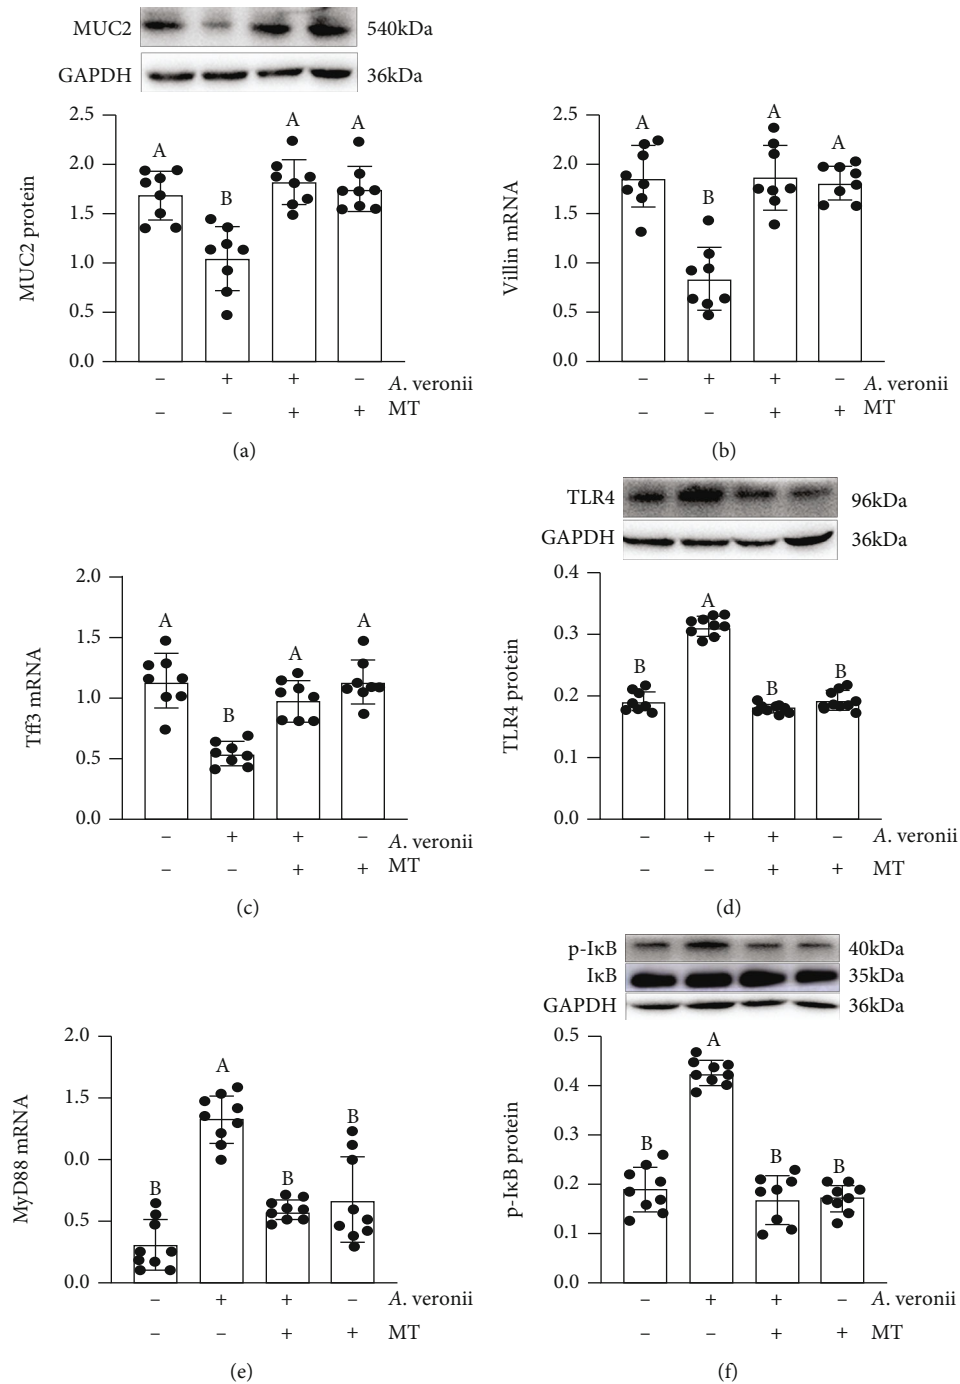 MUC2 540kDa
GAPDH 36kDa
2.5
2.0
1.5
1.0
0.5
0.0
MUC2 protein
A B A A
– + + – A. veronii
– – + + MT
(a)
2.5
2.0
1.5
1.0
0.5
0.0
Villin mRNA
A B A A
– + + – A. veronii
– – + + MT
(b)
2.0
1.5
1.0
0.5
0.0
Tff3 mRNA
A B A A
– + + – A. veronii
– – + + MT
(c)
TLR4 96kDa
GAPDH 36kDa
0.4
0.3
0.2
0.1
0.0
TLR4 protein
B A B B
– + + – A. veronii
– – + + MT
(d)
2.0
1.5
0.0
0.5
0.0
MyD88 mRNA
B A B B
– + + – A. veronii
– – + + MT
(e)
p-IκB 40kDa
IκB 35kDa
GAPDH 36kDa
0.5
0.4
0.3
0.2
0.1
0.0
p-IκB protein
B A B B
– + + – A. veronii
– – + + MT
(f)